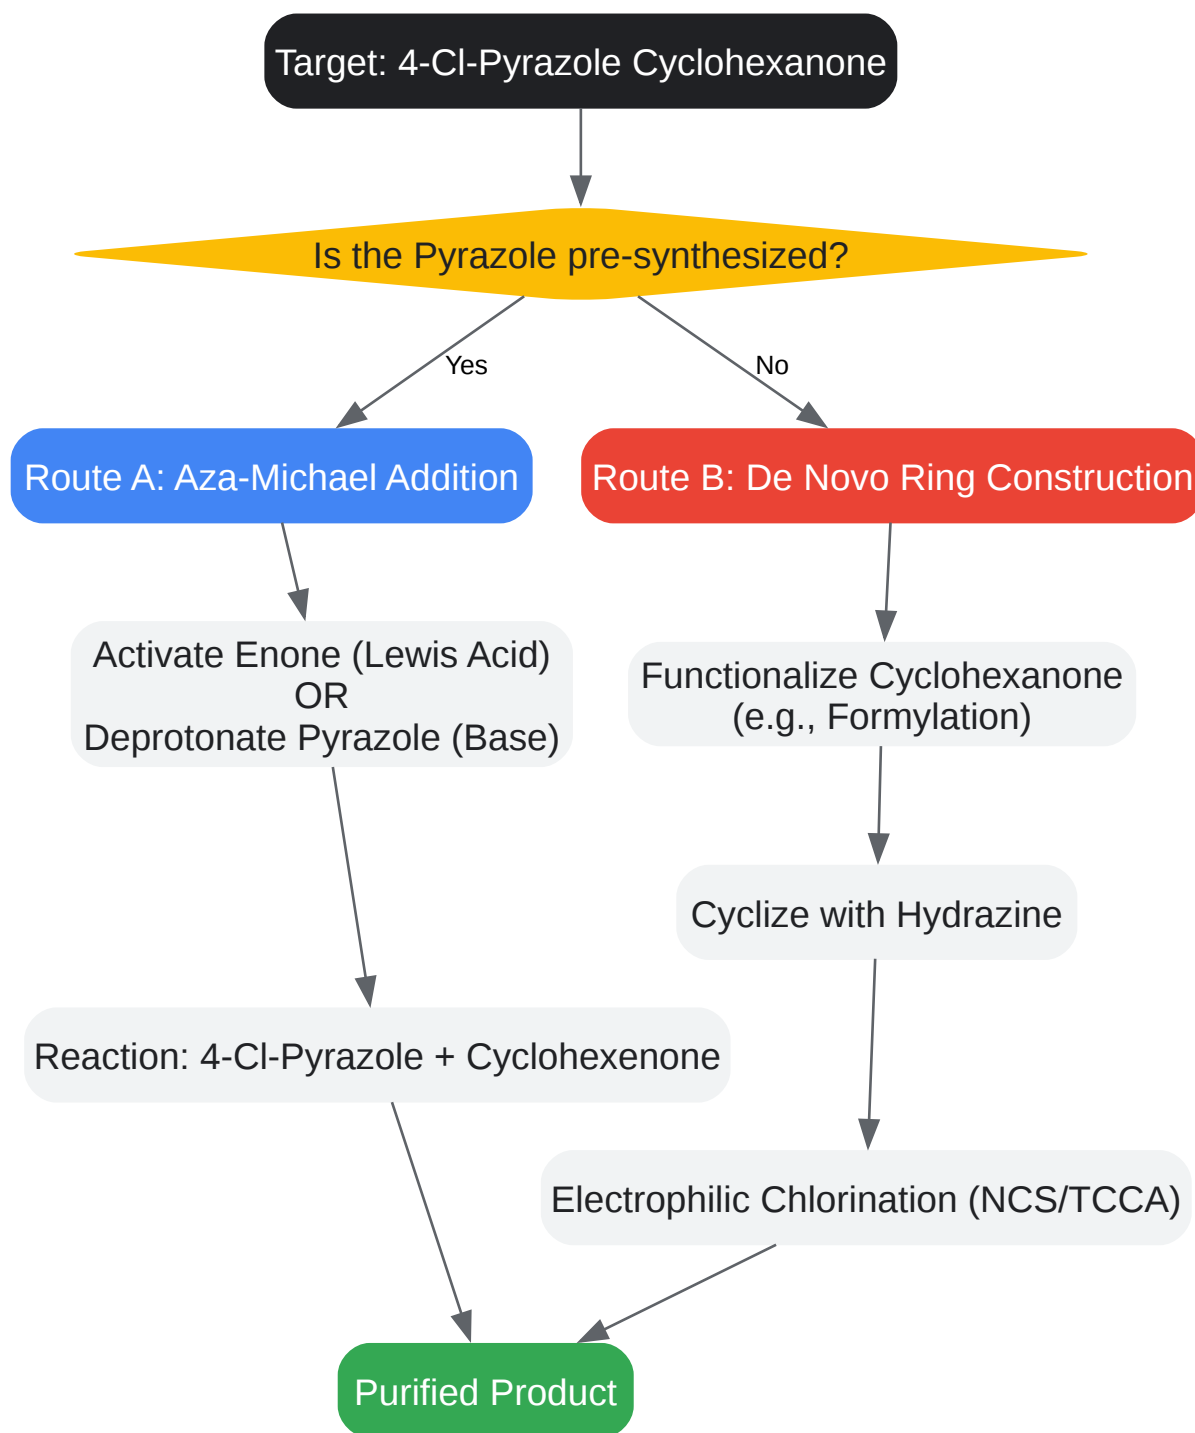 Target: 4-Cl-Pyrazole Cyclohexanone
Is the Pyrazole pre-synthesized?
Yes
No
Route A: Aza-Michael Addition
Route B: De Novo Ring Construction
Activate Enone (Lewis Acid)
OR
Deprotonate Pyrazole (Base)
Functionalize Cyclohexanone
(e.g., Formylation)
Cyclize with Hydrazine
Reaction: 4-Cl-Pyrazole + Cyclohexenone
Electrophilic Chlorination (NCS/TCCA)
Purified Product